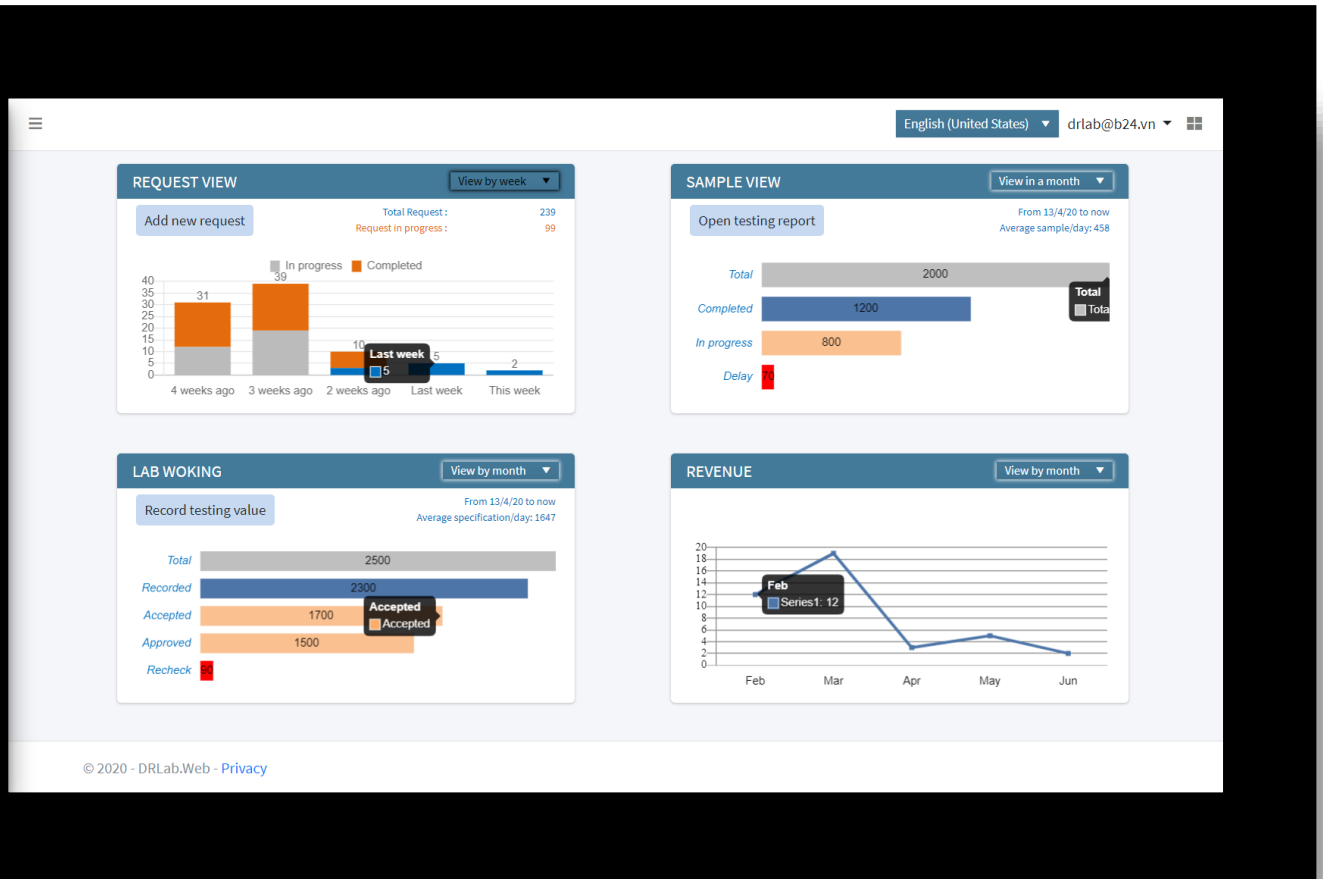 English (United States) ▼ drlab@b24.vn
REQUEST VIEW View by week ▼
Add new request
Total Request : 239
Request in progress : 99
In progress Completed
40
35
30
25
20
15
10
5
0
31
39
10
5
2
Last week
5
4 weeks ago 3 weeks ago 2 weeks ago Last week This week
SAMPLE VIEW View in a month ▼
Open testing report
From 13/4/20 to now
Average sample/day: 458
Total 2000
Completed 1200
In progress 800
Delay 70
Total
Tota
LAB WOKING View by month ▼
Record testing value
From 13/4/20 to now
Average specification/day: 1647
Total 2500
Recorded 2300
Accepted 1700
Approved 1500
Recheck 90
Accepted
Accepted
REVENUE View by month ▼
20
18
16
14
12
10
8
6
4
2
0
Feb
Series1: 12
Feb Mar Apr May Jun
© 2020 - DRLab.Web - Privacy